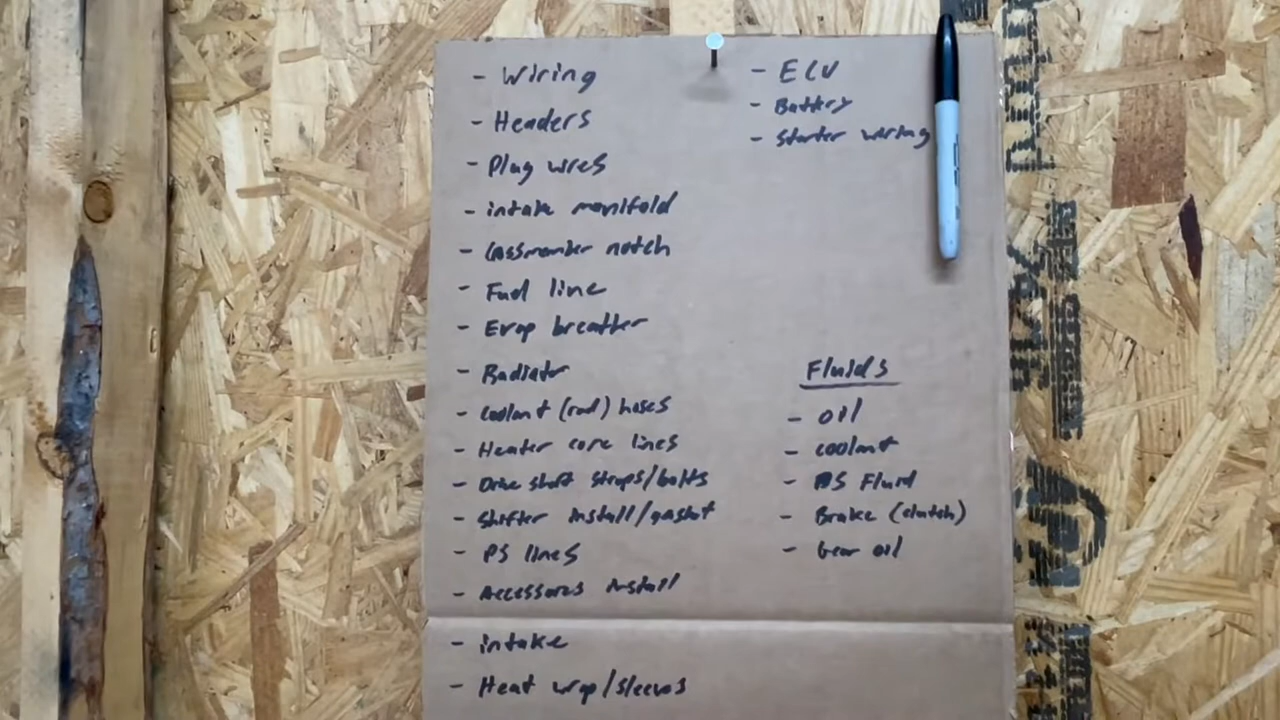 - Wiring
- Headers
- Plug wires
- intake manifold
- Crossmember notch
- Fuel line
- Evap breather
- Radiator
- Coolant (rad) hoses
- Heater core lines
- Drive shaft straps/bolts
- Shifter install/gasket
- PS lines
- Accessories install
- intake
- Heat wrap/sleeves
- ECU
- Battery
- Starter wiring
Fluids
- oil
- coolant
- PS Fluid
- Brake (clutch)
- Gear oil